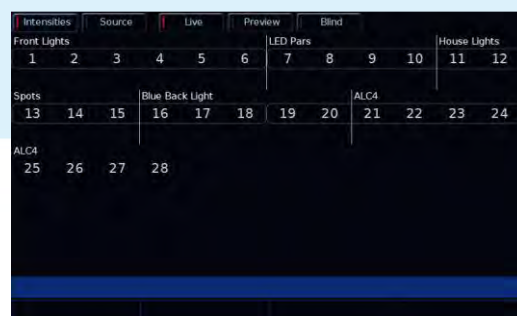 Intensities Source Live Preview Blind
Front Lights LED Pars House Lights
1 2 3 4 5 6 7 8 9 10 11 12
Spots Blue Back Light ALC4
13 14 15 16 17 18 19 20 21 22 23 24
ALC4
25 26 27 28